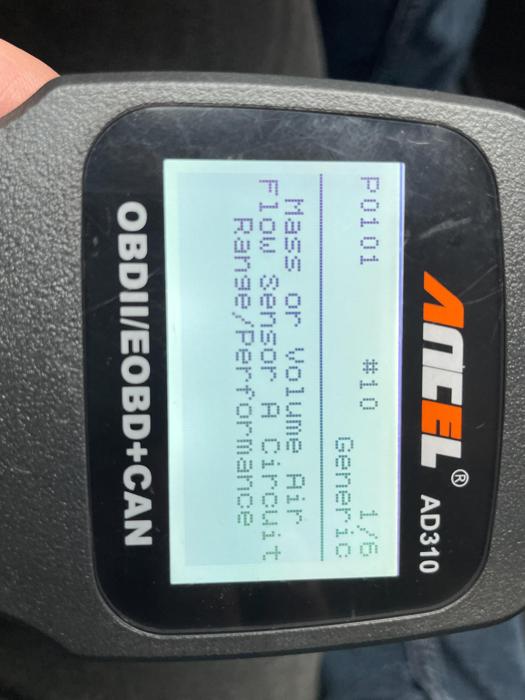 ANCEL® AD310
P0101 #10 1/6
Generic
Mass or Volume Air
Flow Sensor A Circuit
Range/Performance
OBDII/EOBD+CAN